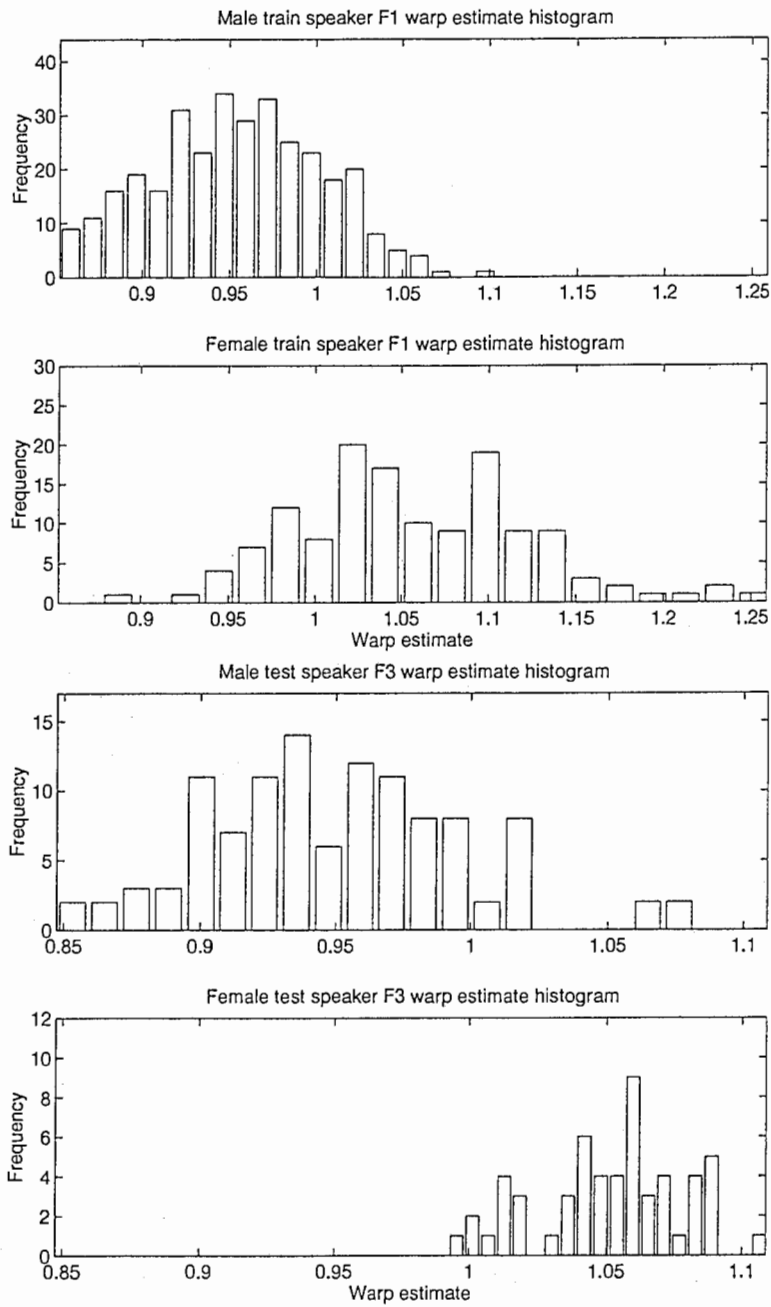 Male train speaker F1 warp estimate histogram
40
30
20
10
0
Frequency
0.9 0.95 1 1.05 1.1 1.15 1.2 1.25
Female train speaker F1 warp estimate histogram
30
25
20
15
10
5
0
Frequency
0.9 0.95 1 1.05 1.1 1.15 1.2 1.25
Warp estimate
Male test speaker F3 warp estimate histogram
15
10
5
0
Frequency
0.85 0.9 0.95 1 1.05 1.1
Female test speaker F3 warp estimate histogram
12
10
8
6
4
2
0
Frequency
0.85 0.9 0.95 1 1.05 1.1
Warp estimate